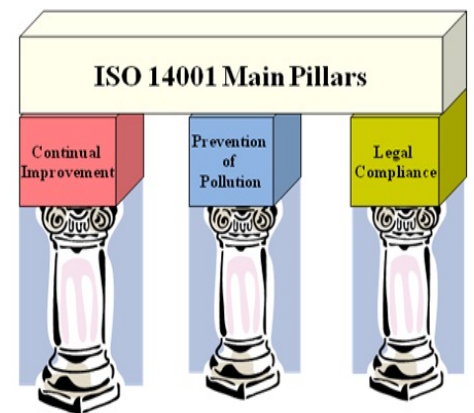 ISO 14001 Main Pillars
Continual
Improvement
Prevention
of
Pollution
Legal
Compliance